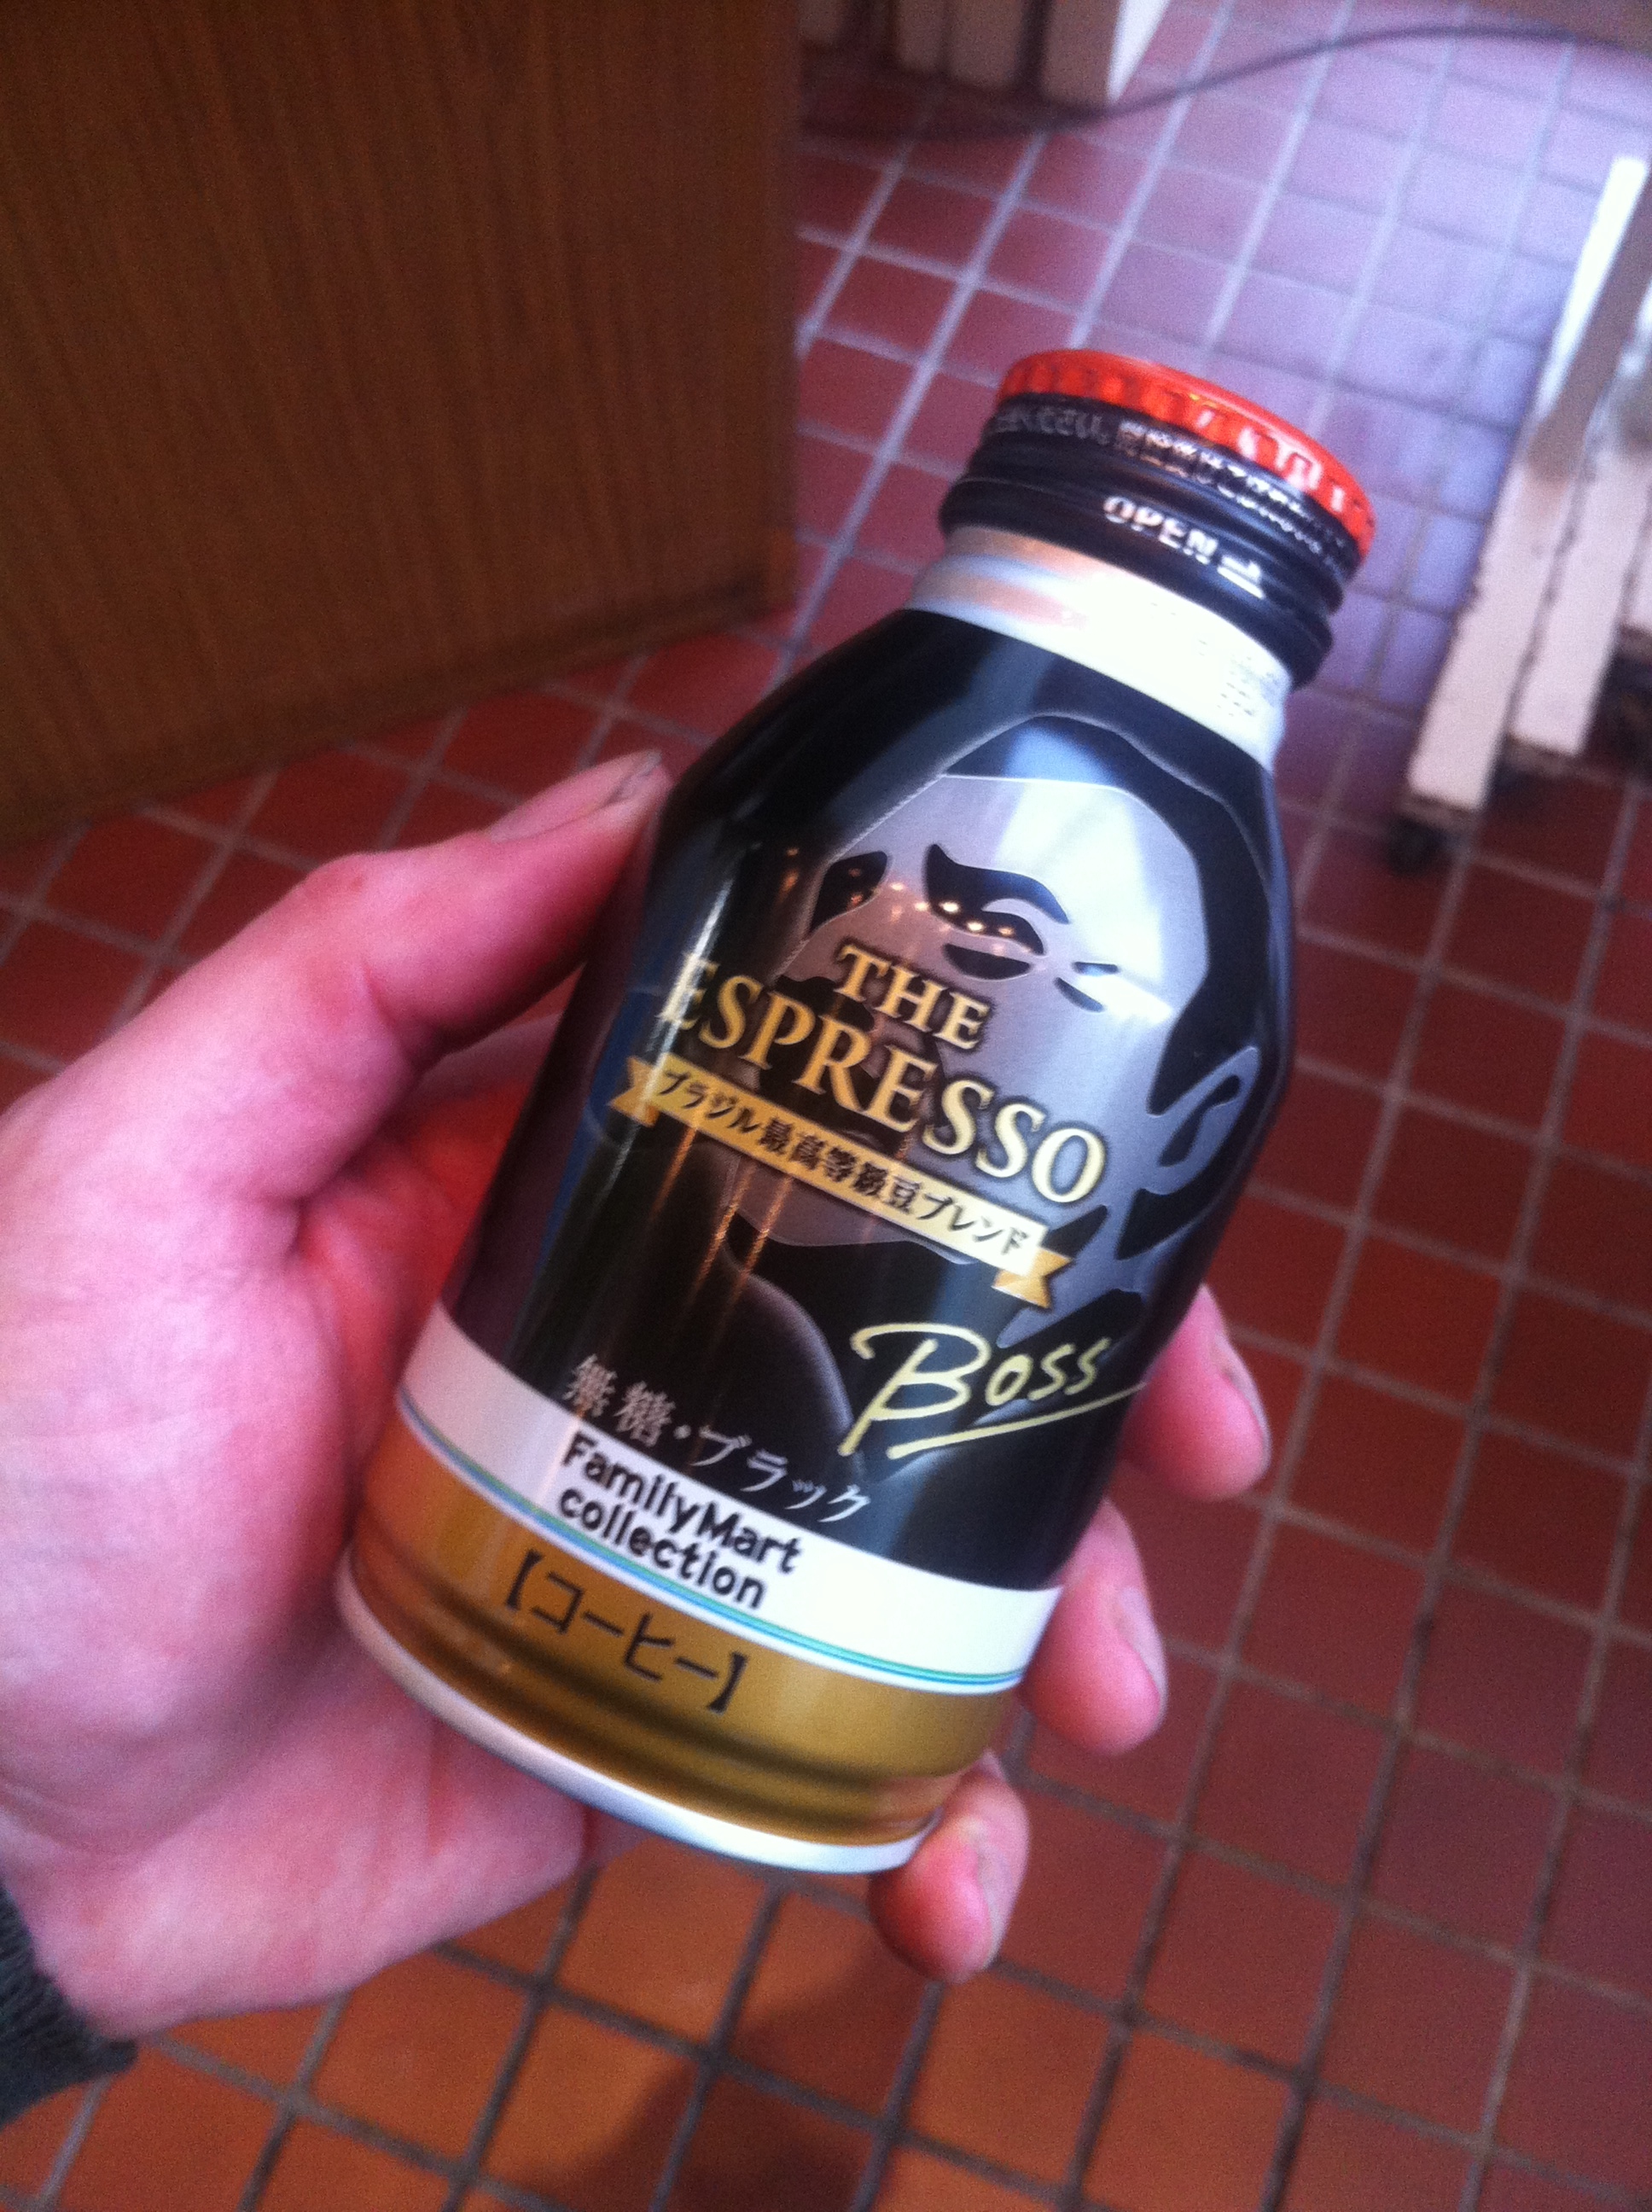 OPEN
THE
ESPRESSO
ブラジル最高等級豆ブレンド
Boss
無糖・ブラック
FamilyMart
collection
【コーヒー】